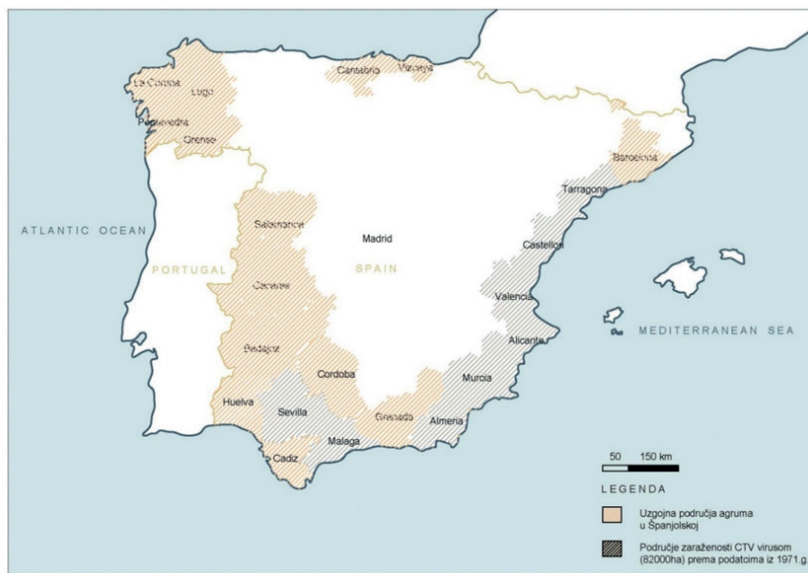 Cantabria Vizcaya
La Coruna
Lugo
Pontevedra
Orense
Barcelona
Tarragona
Salamanca
ATLANTIC OCEAN
Madrid
Castellon
PORTUGAL
SPAIN
Caceres
Valencia
MEDITERRANEAN SEA
Alicante
Badajoz
Cordoba
Murcia
Huelva
Sevilla
Granada
Almeria
Malaga
Cadiz
50 150 km
LEGENDA
Uzgojna područja agruma
u Španjolskoj
Područje zaraženosti CTV virusom
(82000ha) prema podatcima iz 1971.g.